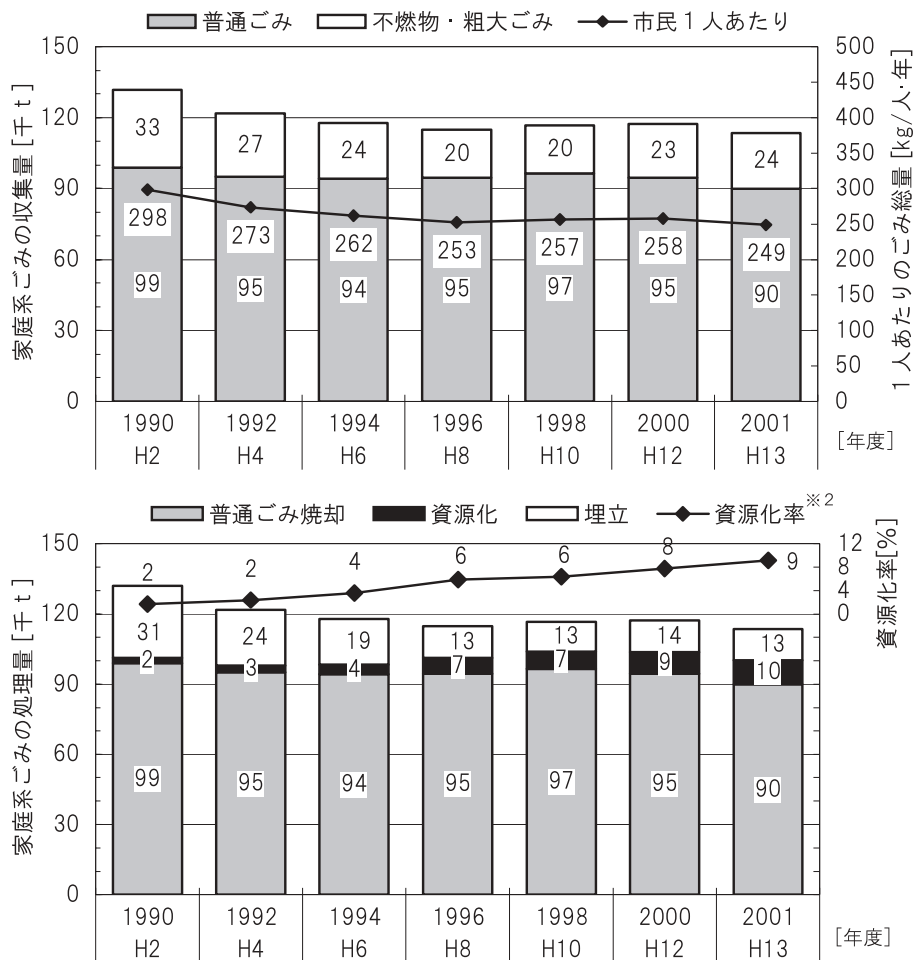 普通ごみ 不燃物・粗大ごみ 市民１人あたり
家庭系ごみの収集量 [千ｔ]
150
120
90
60
30
0
33 27 24 20 20 23 24
298 273 262 253 257 258 249
99 95 94 95 97 95 90
500
450
400
350
300
250
200
150
100
50
0
１人あたりのごみ総量 [kg/人・年]
1990 1992 1994 1996 1998 2000 2001
H2 H4 H6 H8 H10 H12 H13
[年度]
普通ごみ焼却 資源化 埋立 資源化率※2
家庭系ごみの処理量 [千ｔ]
150
120
90
60
30
0
2 2 4 6 6 8 9
31 24 19 13 13 14 13
2 3 4 7 7 9 10
99 95 94 95 97 95 90
12
8
4
0
資源化率[%]
1990 1992 1994 1996 1998 2000 2001
H2 H4 H6 H8 H10 H12 H13
[年度]